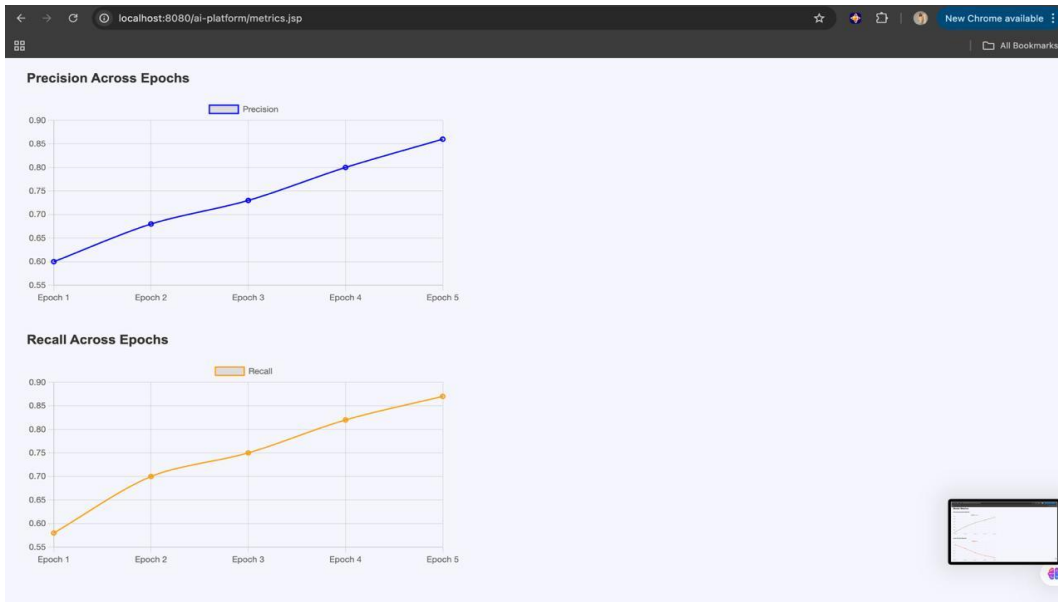 localhost:8080/ai-platform/metrics.jsp
New Chrome available
All Bookmarks
Precision Across Epochs
Precision
0.90
0.85
0.80
0.75
0.70
0.65
0.60
0.55
Epoch 1 Epoch 2 Epoch 3 Epoch 4 Epoch 5
Recall Across Epochs
Recall
0.90
0.85
0.80
0.75
0.70
0.65
0.60
0.55
Epoch 1 Epoch 2 Epoch 3 Epoch 4 Epoch 5